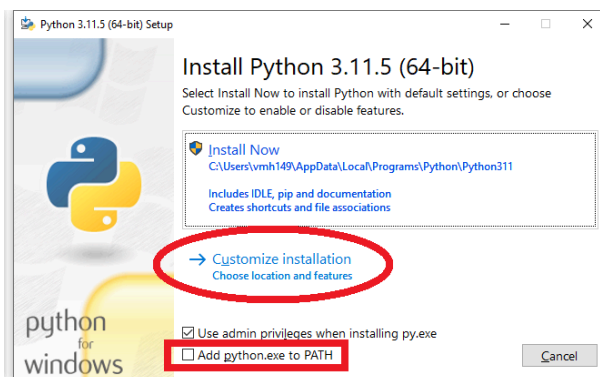 Python 3.11.5 (64-bit) Setup
Install Python 3.11.5 (64-bit)
Select Install Now to install Python with default settings, or choose
Customize to enable or disable features.
Install Now
C:\Users\vmh149\AppData\Local\Programs\Python\Python311
Includes IDLE, pip and documentation
Creates shortcuts and file associations
→ Customize installation
Choose location and features
python
for
windows
Use admin privileges when installing py.exe
Add python.exe to PATH
Cancel